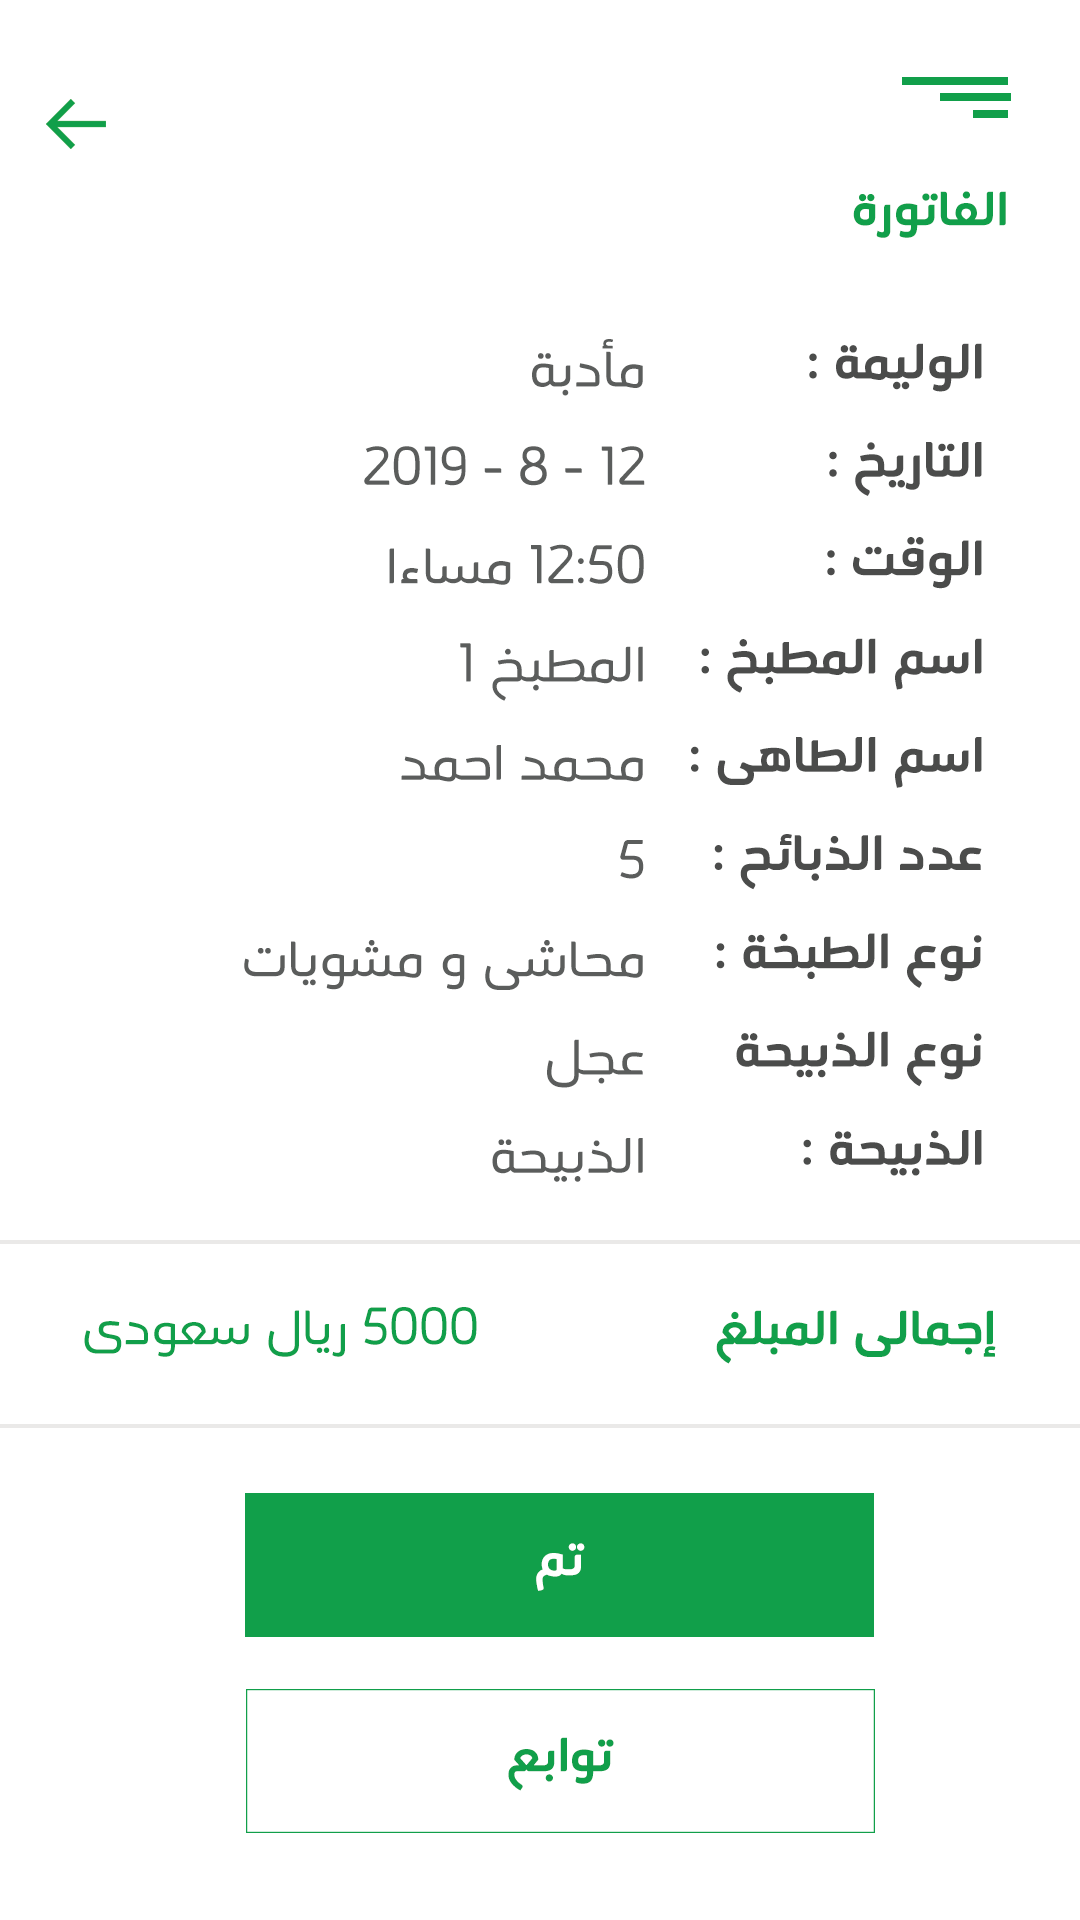 الفاتورة
الوليمة : مأدبة
التاريخ : 12 - 8 - 2019
الوقت : 12:50 مساءا
اسم المطبخ : المطبخ 1
اسم الطاهى : محمد احمد
عدد الذبائح : 5
نوع الطبخة : محاشى و مشويات
نوع الذبيحة عجل
الذبيحة : الذبيحة
إجمالى المبلغ 5000 ريال سعودى
تم
توابع